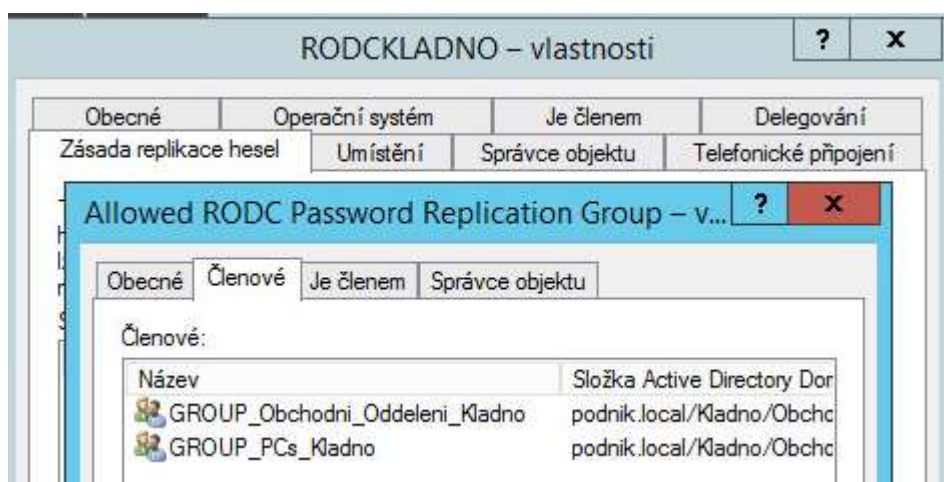 RODCKLADNO – vlastnosti ? x
Obecné Operační systém Je členem Delegování
Zásada replikace hesel Umístění Správce objektu Telefonické připojení
Allowed RODC Password Replication Group – v... ? x
Obecné Členové Je členem Správce objektu
Členové:
Název Složka Active Directory Dor
GROUP_Obchodni_Oddeleni_Kladno podnik.local/Kladno/Obchc
GROUP_PCs_Kladno podnik.local/Kladno/Obchc